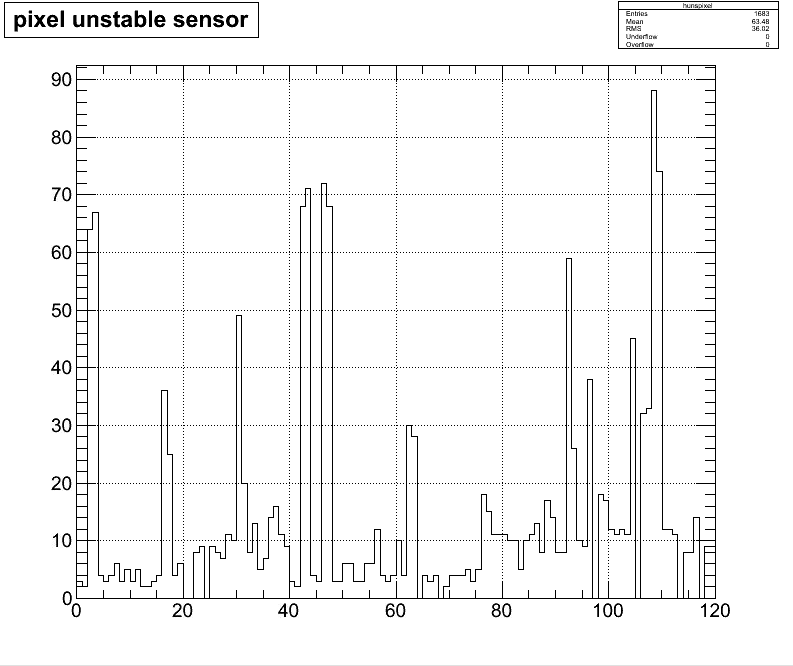 pixel unstable sensor
hunspixel
Entries 1683
Mean 63.48
RMS 36.02
Underflow 0
Overflow 0
90
80
70
60
50
40
30
20
10
0
0 20 40 60 80 100 120